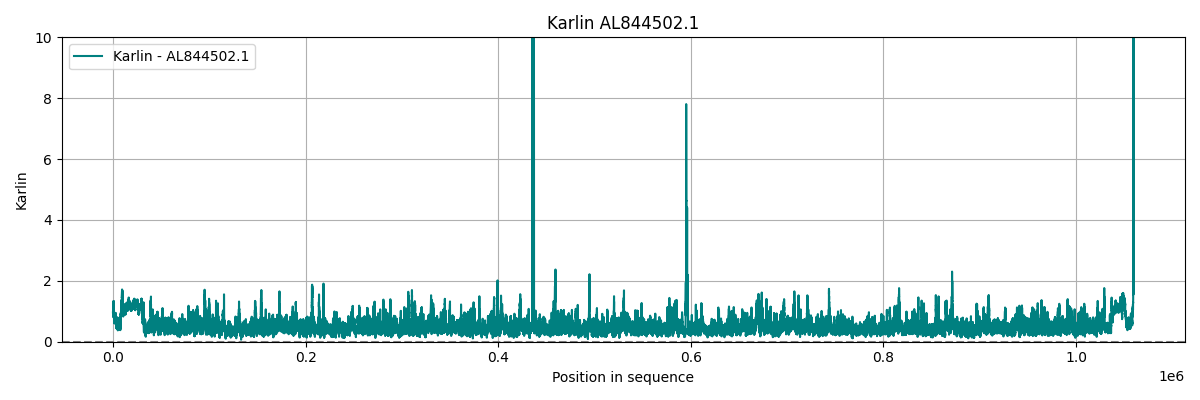 Karlin AL844502.1
Karlin - AL844502.1
10
8
6
4
2
0
Karlin
0.0 0.2 0.4 0.6 0.8 1.0
1e6
Position in sequence